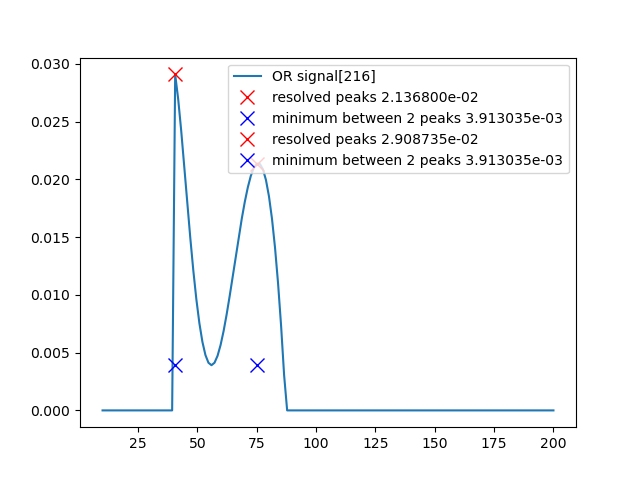 OR signal[216]
resolved peaks 2.136800e-02
minimum between 2 peaks 3.913035e-03
resolved peaks 2.908735e-02
minimum between 2 peaks 3.913035e-03
0.030
0.025
0.020
0.015
0.010
0.005
0.000
25 50 75 100 125 150 175 200